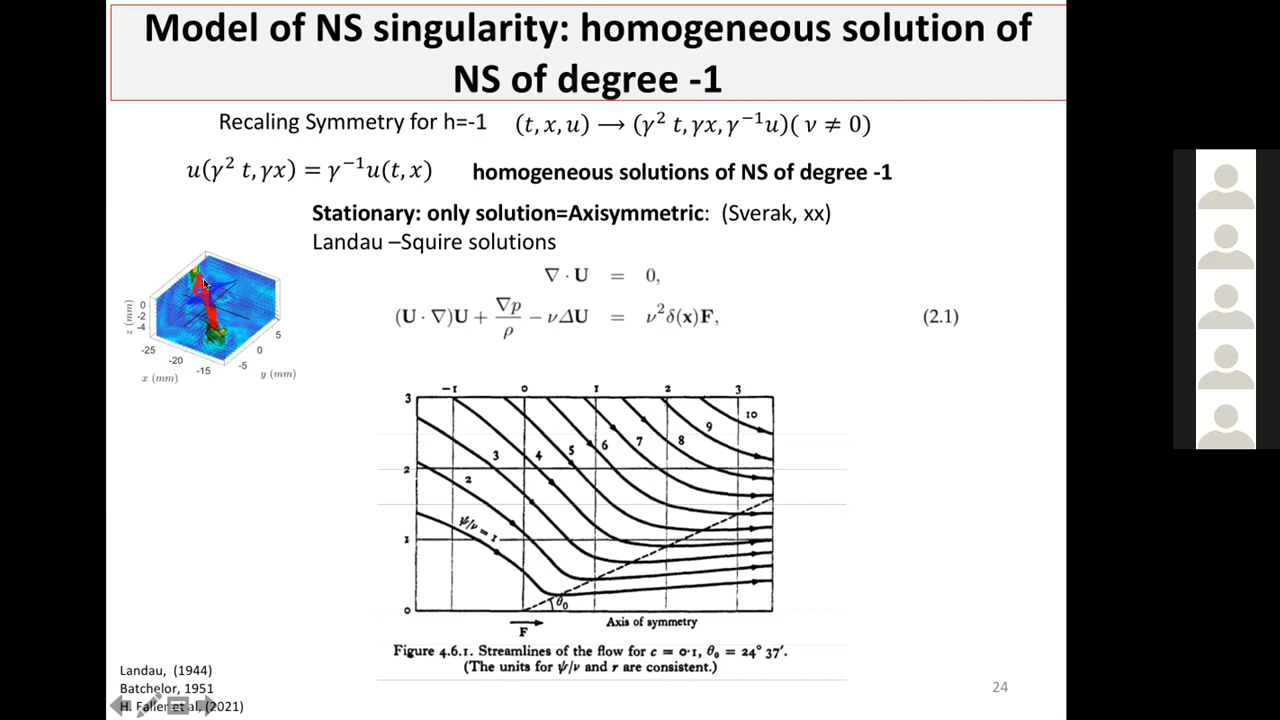 Model of NS singularity: homogeneous solution of
NS of degree -1
Recaling Symmetry for h=-1 (t, x, u) ⟶ (γ² t, γx, γ⁻¹u)( ν ≠ 0)
u(γ² t, γx) = γ⁻¹u(t, x) homogeneous solutions of NS of degree -1
Stationary: only solution=Axisymmetric: (Sverak, xx)
Landau –Squire solutions
∇ · U = 0,
(U · ∇)U + ∇p/ρ − νΔU = ν²δ(x)F, (2.1)
z (mm)
0
-2
-4
-25
-20
-15
x (mm)
5
0
-5
y (mm)
−1 0 1 2 3
3
2
1
0
10
9
8
7
6
5
4
3
2
ψ/ν = 1
θ₀
F
Axis of symmetry
Figure 4.6.1. Streamlines of the flow for c = 0·1, θ₀ = 24° 37′.
(The units for ψ/ν and r are consistent.)
Landau, (1944)
Batchelor, 1951
H. Faller et al, (2021)
24